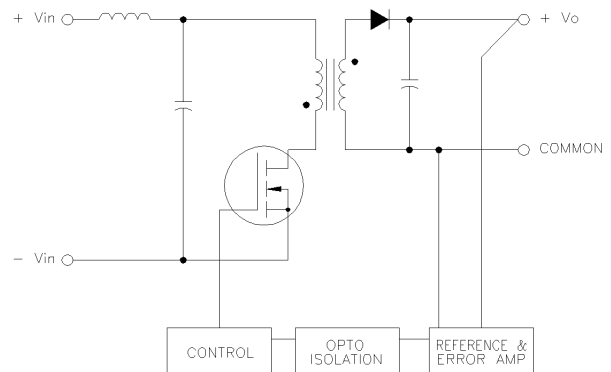 + Vin
+ Vo
COMMON
- Vin
CONTROL
OPTO
ISOLATION
REFERENCE &
ERROR AMP